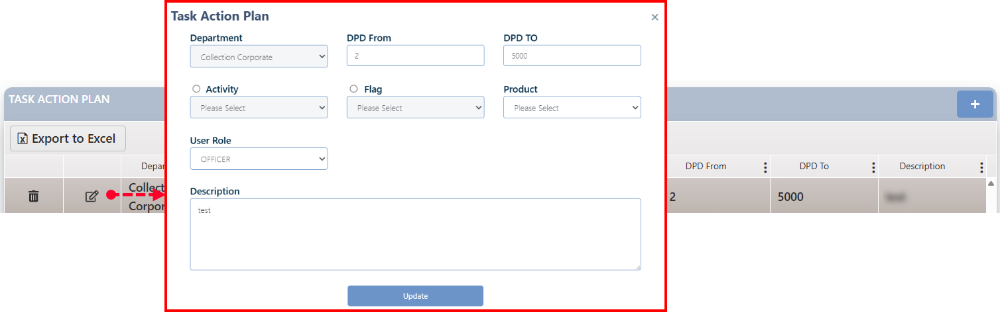 Task Action Plan
×
Department
DPD From
DPD TO
Collection Corporate
2
5000
Activity
Flag
Product
Please Select
Please Select
Please Select
User Role
OFFICER
Description
test
Update
TASK ACTION PLAN
+
Export to Excel
Depar
DPD From
DPD To
Description
Collect
Corpor
2
5000